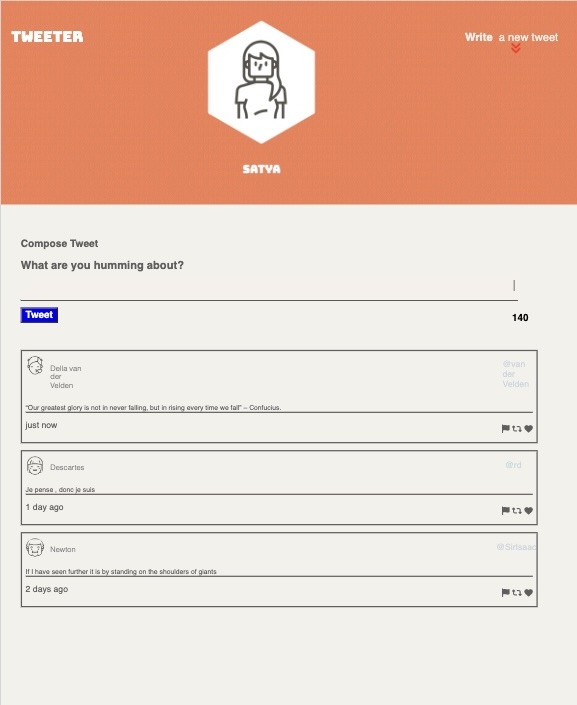 TWEETER
Write a new tweet
SATYA
Compose Tweet
What are you humming about?
Tweet
140
Delia van
der
Velden
@van
der
Velden
"Our greatest glory is not in never falling, but in rising every time we fall" – Confucius.
just now
Descartes
@rd
Je pense , donc je suis
1 day ago
Newton
@SirIsaac
If I have seen further it is by standing on the shoulders of giants
2 days ago